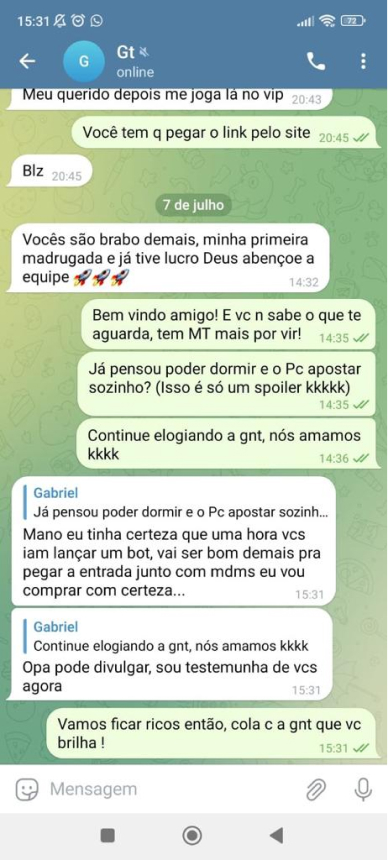 15:31
72
G
Gt
online
Meu querido depois me joga lá no vip 20:43
Você tem q pegar o link pelo site 20:45
Blz 20:45
7 de julho
Vocês são brabo demais, minha primeira
madrugada e já tive lucro Deus abençoe a
equipe 🚀🚀🚀 14:32
Bem vindo amigo! E vc n sabe o que te
aguarda, tem MT mais por vir! 14:35
Já pensou poder dormir e o Pc apostar
sozinho? (Isso é só um spoiler kkkkk)
14:35
Continue elogiando a gnt, nós amamos
kkkk 14:36
Gabriel
Já pensou poder dormir e o Pc apostar sozinh...
Mano eu tinha certeza que uma hora vcs
iam lançar um bot, vai ser bom demais pra
pegar a entrada junto com mdms eu vou
comprar com certeza... 15:31
Gabriel
Continue elogiando a gnt, nós amamos kkkk
Opa pode divulgar, sou testemunha de vcs
agora 15:31
Vamos ficar ricos então, cola c a gnt que vc
brilha ! 15:31
Mensagem